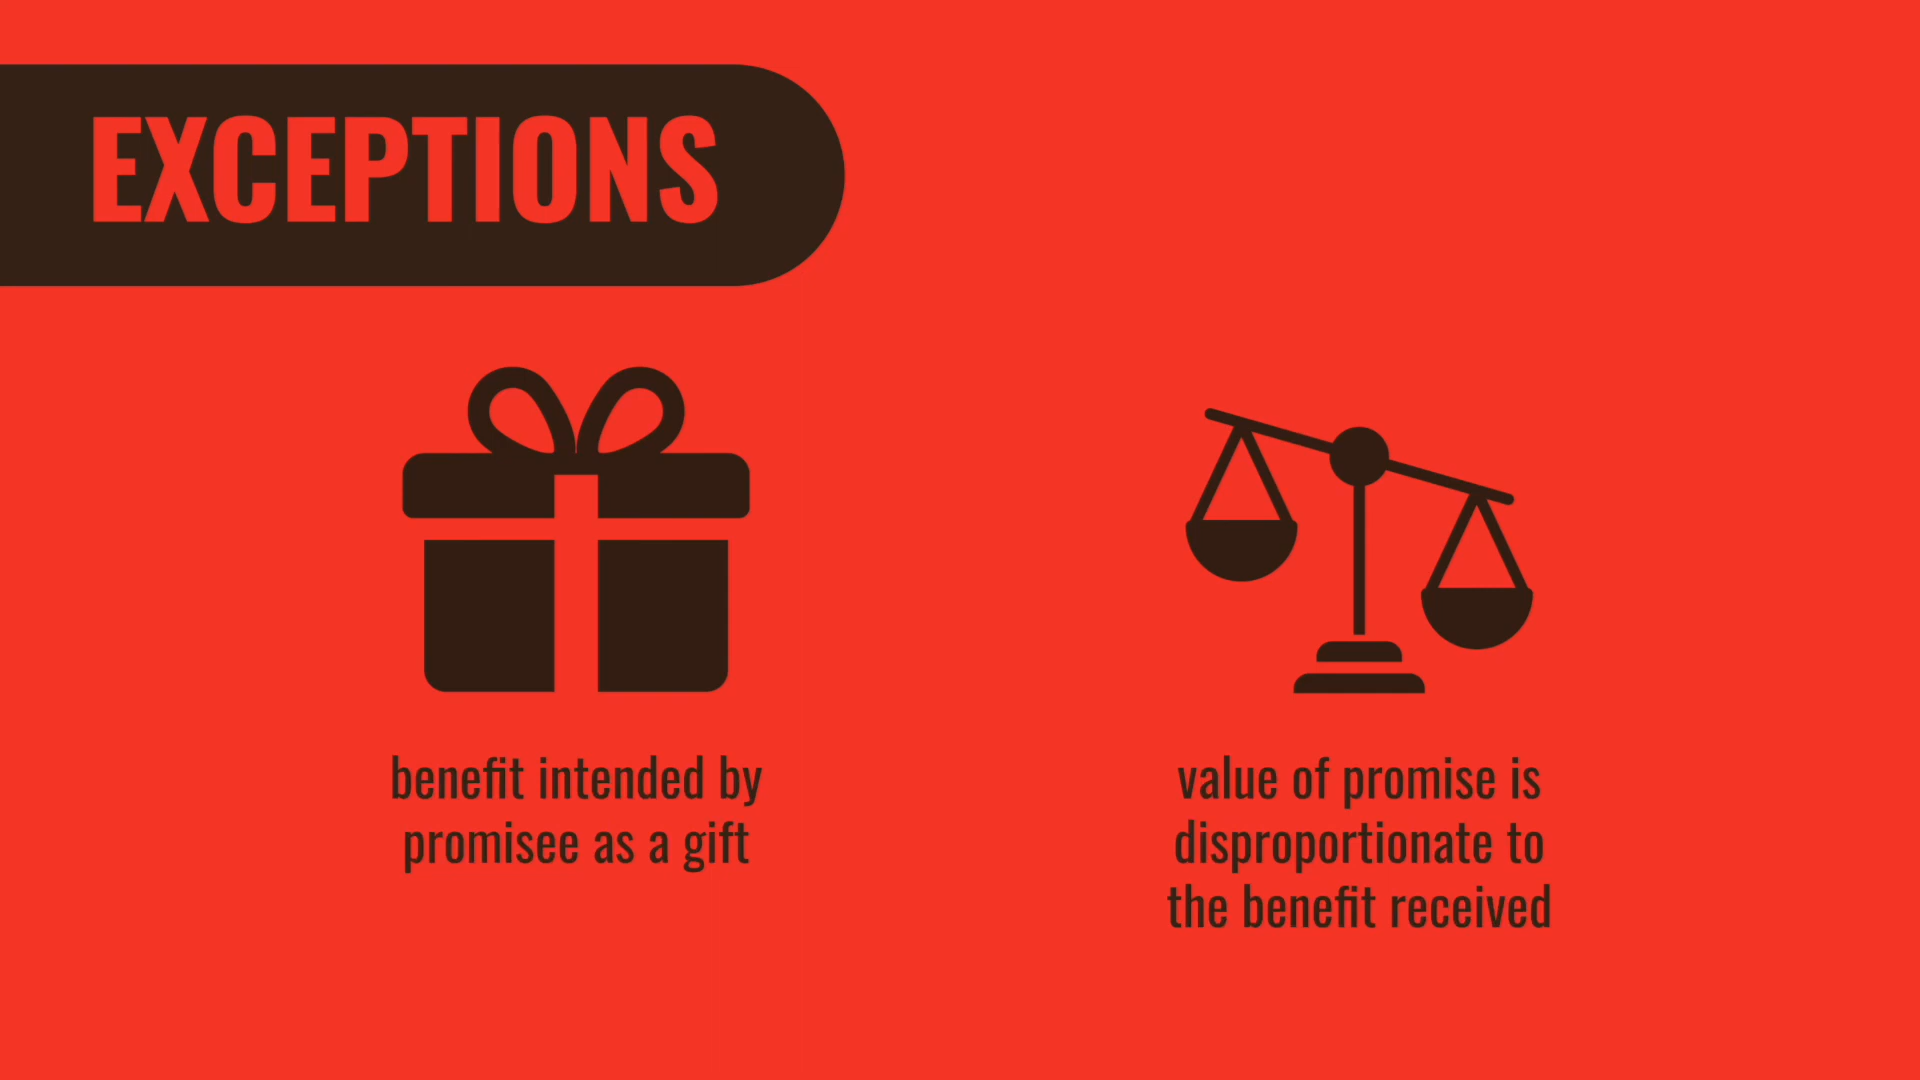 EXCEPTIONS
benefit intended by
promisee as a gift
value of promise is
disproportionate to
the benefit received